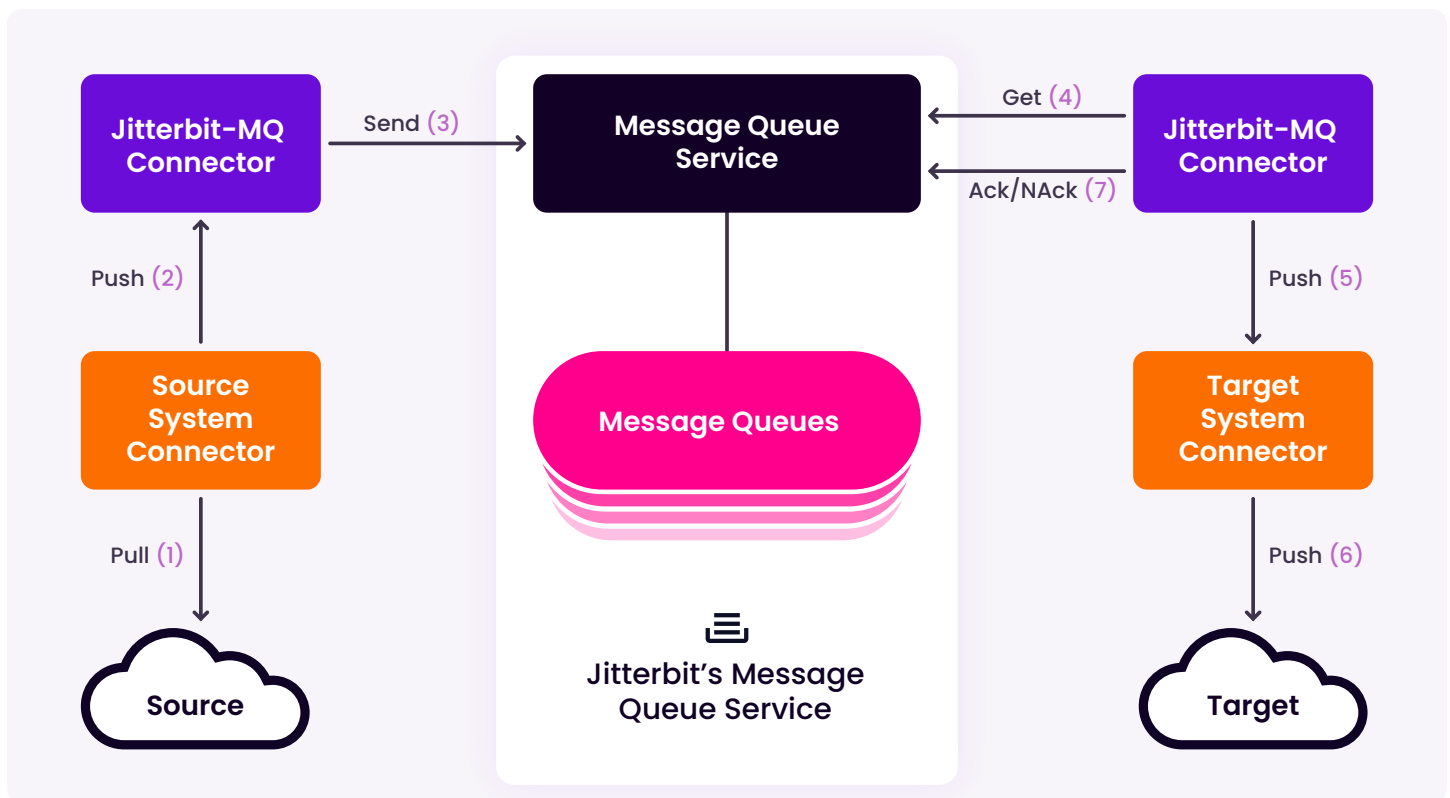 Jitterbit-MQ
Connector
Send (3)
Message Queue
Service
Get (4)
Ack/NAck (7)
Jitterbit-MQ
Connector
Push (2)
Push (5)
Source
System
Connector
Message Queues
Target
System
Connector
Pull (1)
Push (6)
Source
Jitterbit’s Message
Queue Service
Target